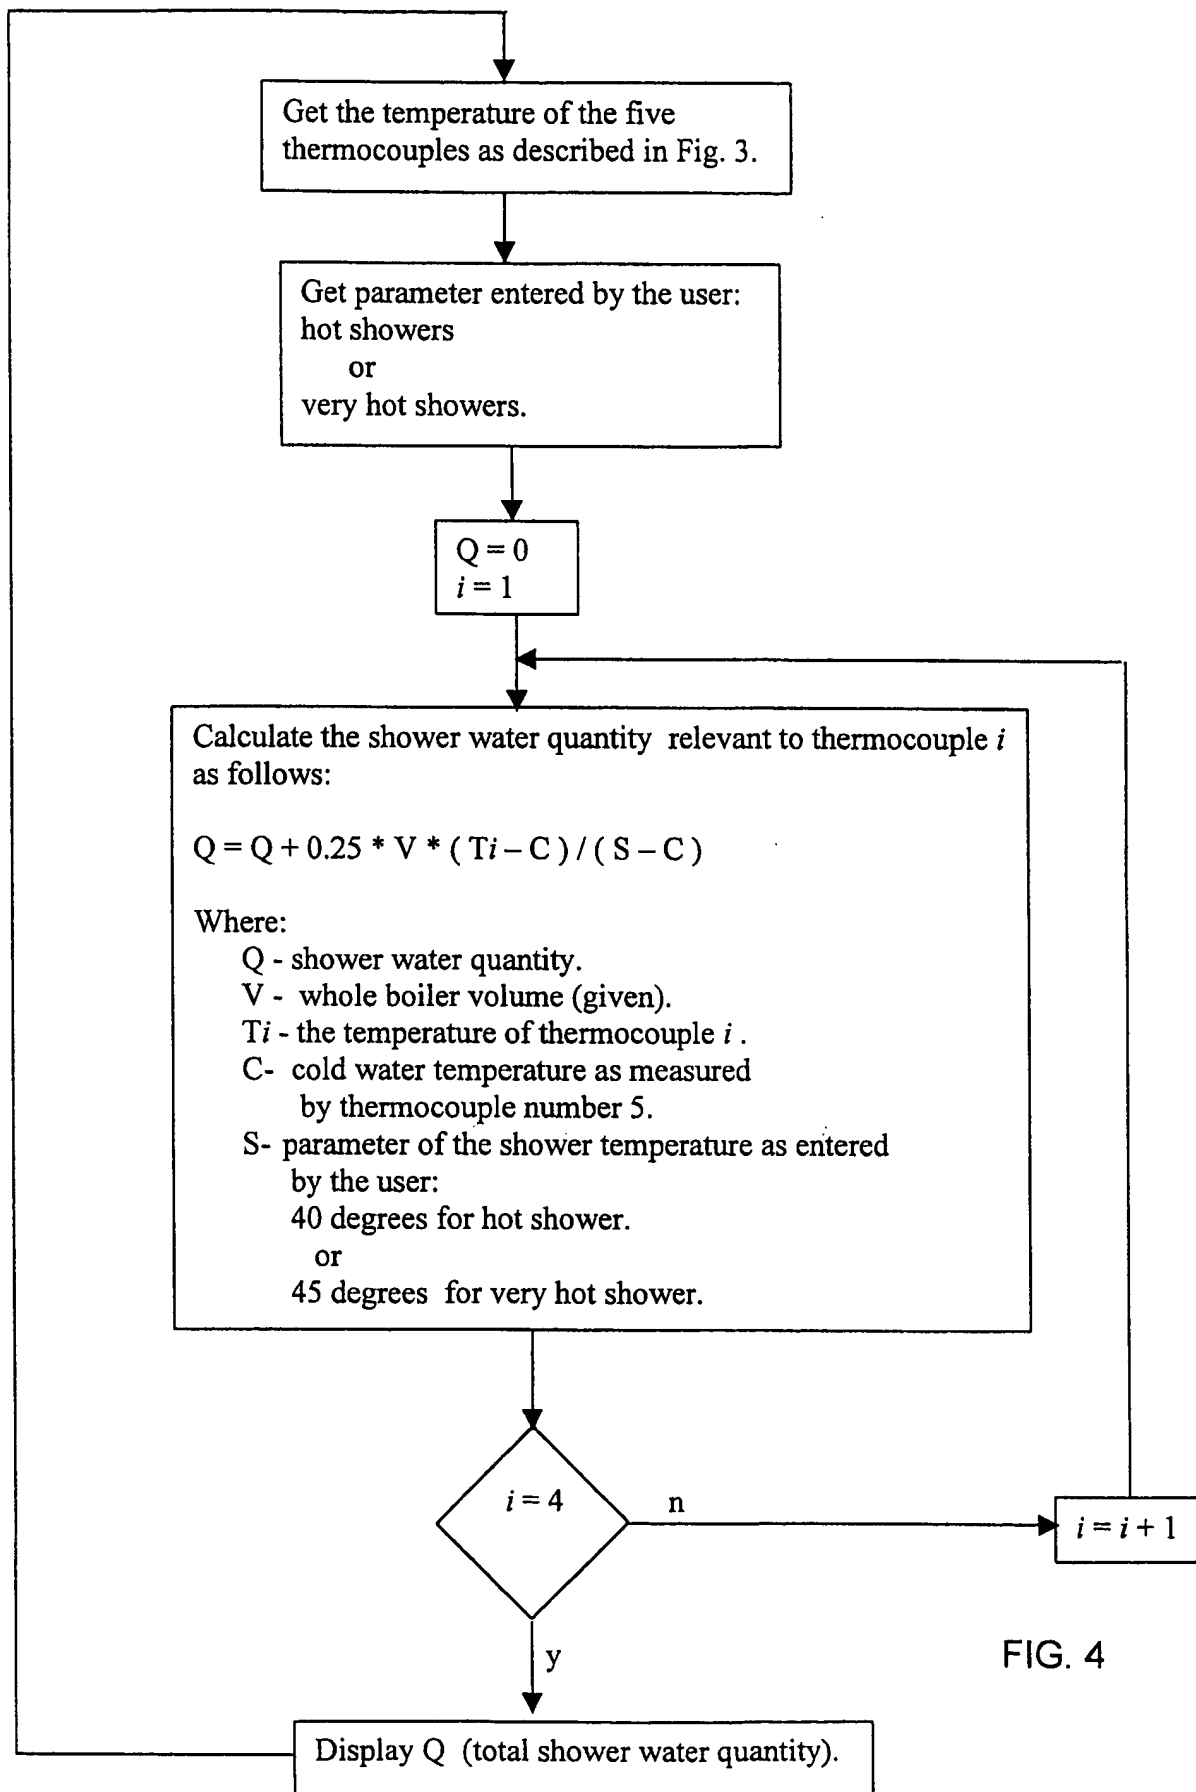 Get the temperature of the five
thermocouples as described in Fig. 3.
Get parameter entered by the user:
hot showers
or
very hot showers.
Q = 0
i = 1
Calculate the shower water quantity relevant to thermocouple i
as follows:
Q = Q + 0.25 * V * ( Ti – C ) / ( S – C )
Where:
Q - shower water quantity.
V - whole boiler volume (given).
Ti - the temperature of thermocouple i .
C- cold water temperature as measured
by thermocouple number 5.
S- parameter of the shower temperature as entered
by the user:
40 degrees for hot shower.
or
45 degrees for very hot shower.
i = 4
n
i = i + 1
y
FIG. 4
Display Q (total shower water quantity).